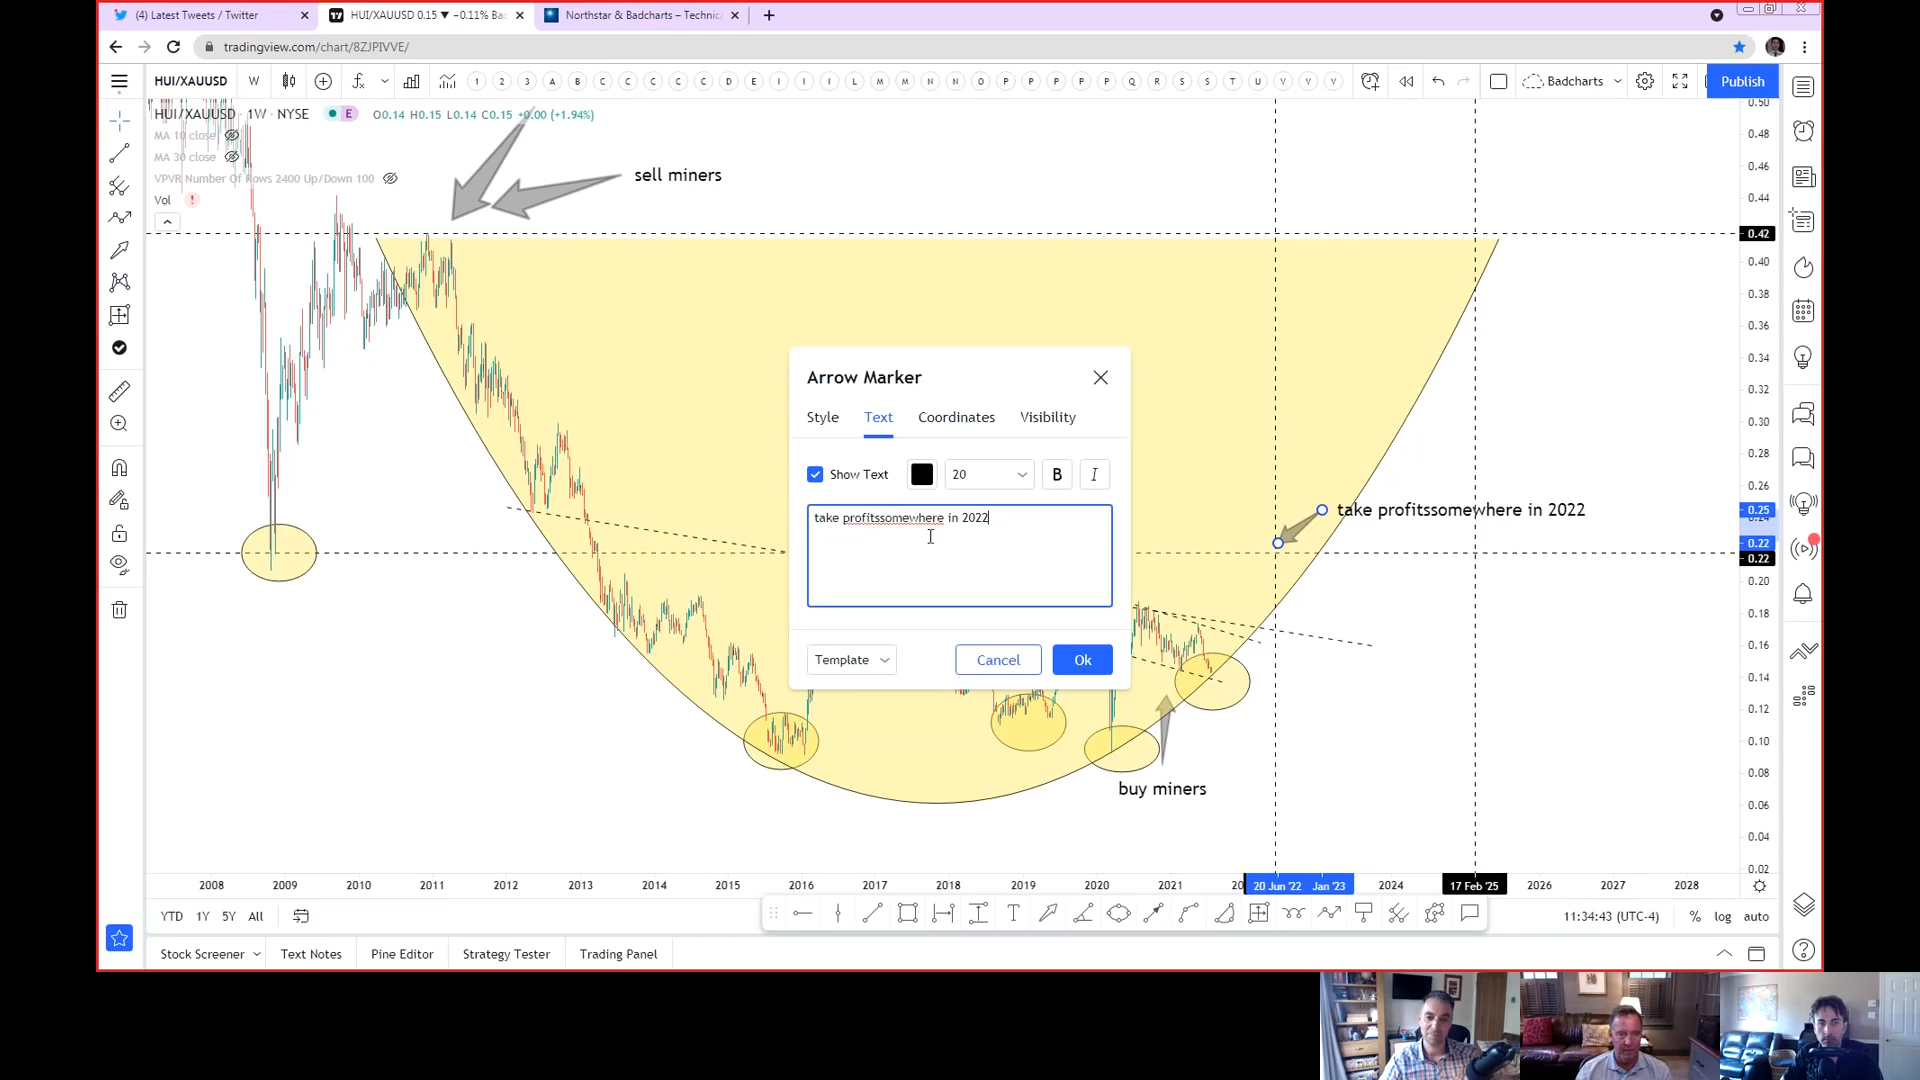 (4) Latest Tweets / Twitter
HUI/XAUUSD 0.15 ▼ −0.11% Ba
Northstar & Badcharts – Technic
tradingview.com/chart/8ZJPIVVE/
HUI/XAUUSD W
1 2 3 A B C C C C C D E I I I L M M N N O P P P P P Q R S S T U V V V
Badcharts
Publish
HUI/XAUUSD · 1W · NYSE E O0.14 H0.15 L0.14 C0.15 +0.00 (+1.94%)
MA 10 close
MA 30 close
VPVR Number Of Rows 2400 Up/Down 100
Vol !
sell miners
0.50
0.48
0.46
0.44
0.42
0.40
0.38
0.36
0.34
0.32
0.30
0.28
0.26
0.25
0.24
0.22
0.22
0.20
0.18
0.16
0.14
0.12
0.10
0.08
0.06
0.04
0.02
Arrow Marker
Style Text Coordinates Visibility
Show Text 20 B I
take profitssomewhere in 2022
Template Cancel Ok
take profitssomewhere in 2022
buy miners
2008 2009 2010 2011 2012 2013 2014 2015 2016 2017 2018 2019 2020 2021 20 Jun '22 Jan '23 2024 17 Feb '25 2026 2027 2028
YTD 1Y 5Y All
11:34:43 (UTC-4) % log auto
Stock Screener Text Notes Pine Editor Strategy Tester Trading Panel